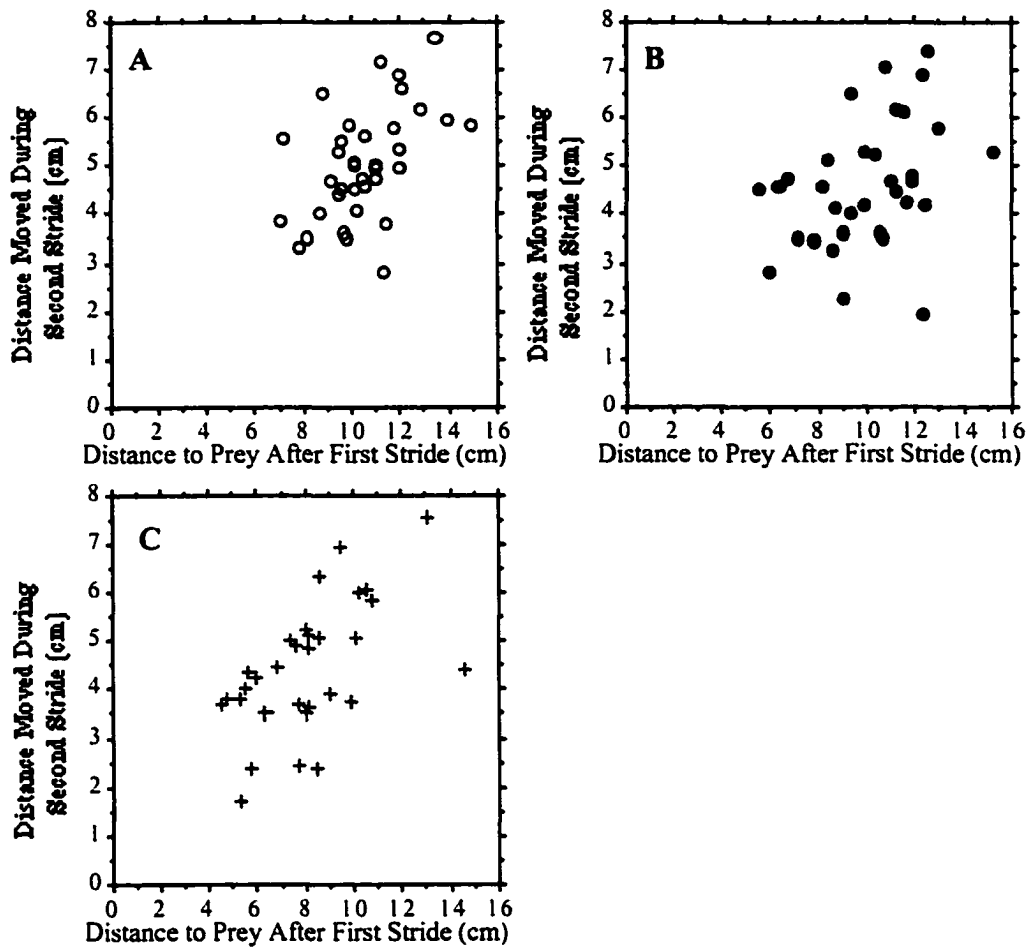 A
8
7
6
5
4
3
2
1
0
Distance Moved During
Second Stride (cm)
0 2 4 6 8 10 12 14 16
Distance to Prey After First Stride (cm)
B
8
7
6
5
4
3
2
1
0
Distance Moved During
Second Stride (cm)
0 2 4 6 8 10 12 14 16
Distance to Prey After First Stride (cm)
C
8
7
6
5
4
3
2
1
0
Distance Moved During
Second Stride (cm)
0 2 4 6 8 10 12 14 16
Distance to Prey After First Stride (cm)